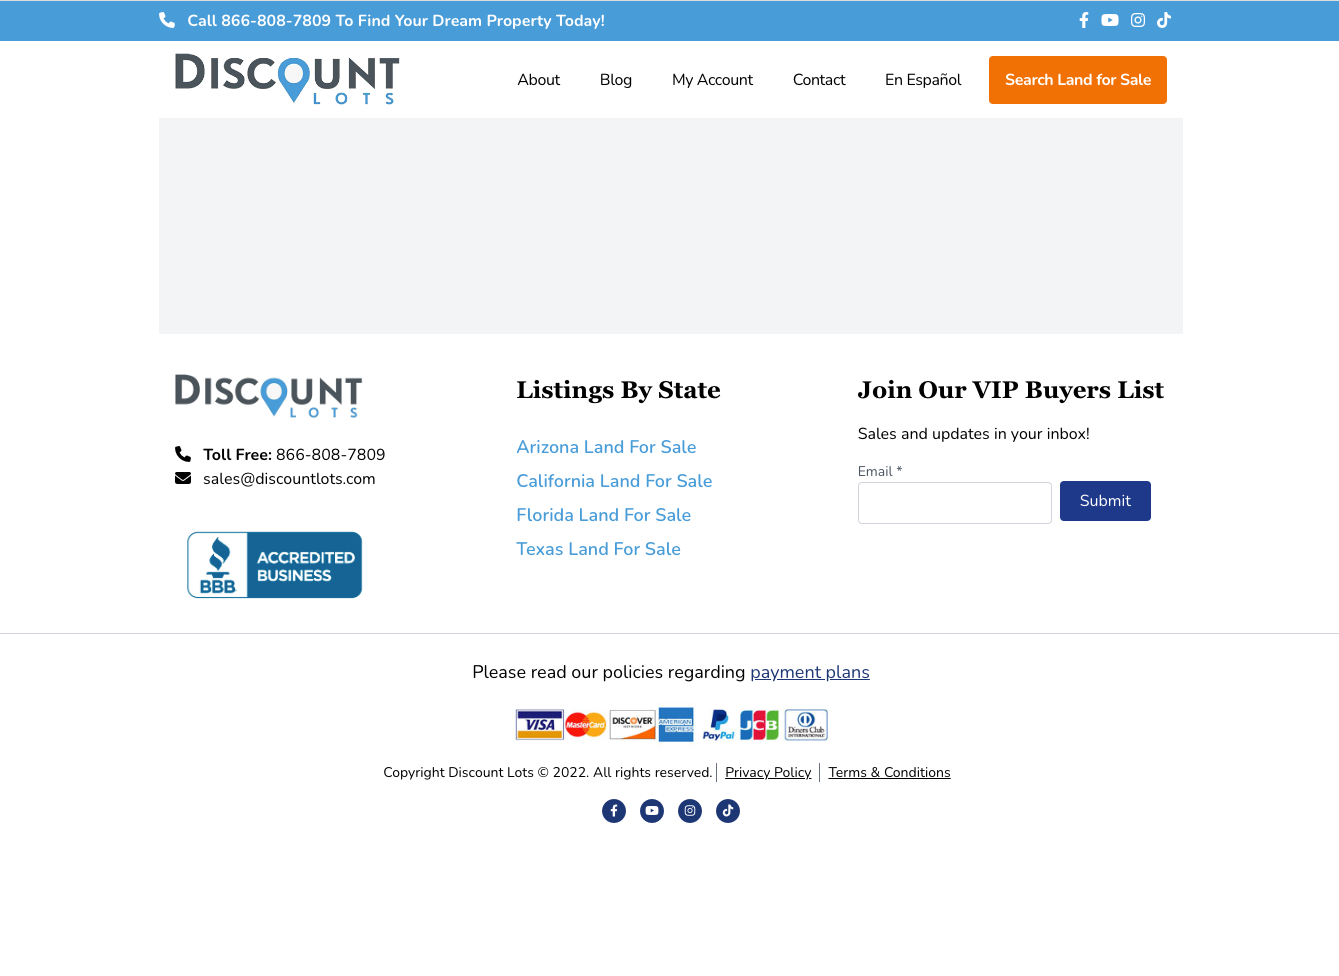 Call 866-808-7809 To Find Your Dream Property Today!
DISCOUNT
LOTS
About Blog My Account Contact En Español Search Land for Sale
DISCOUNT
LOTS
Toll Free: 866-808-7809
sales@discountlots.com
BBB
ACCREDITED
BUSINESS
Listings By State
Arizona Land For Sale
California Land For Sale
Florida Land For Sale
Texas Land For Sale
Join Our VIP Buyers List
Sales and updates in your inbox!
Email *
Submit
Please read our policies regarding payment plans
VISA MasterCard DISCOVER AMERICAN EXPRESS PayPal JCB Diners Club INTERNATIONAL
Copyright Discount Lots © 2022. All rights reserved. Privacy Policy Terms & Conditions